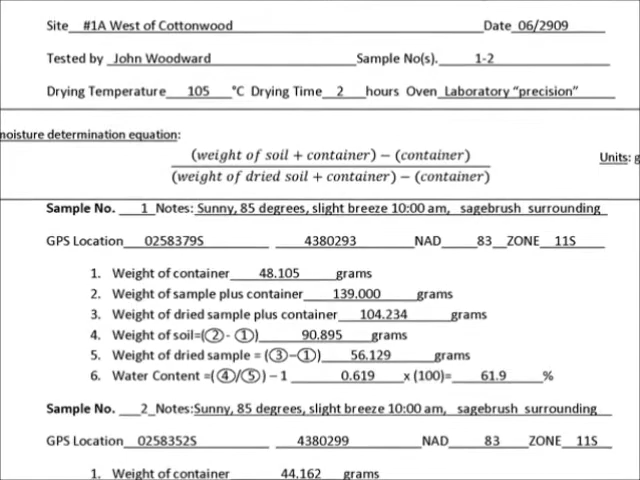 Site #1A West of Cottonwood Date 06/2909
Tested by John Woodward Sample No(s). 1-2
Drying Temperature 105 °C Drying Time 2 hours Oven Laboratory “precision”
moisture determination equation:
(weight of soil + container) − (container)
(weight of dried soil + container) − (container)
Units: g
Sample No. 1 Notes: Sunny, 85 degrees, slight breeze 10:00 am, sagebrush surrounding
GPS Location 0258379S 4380293 NAD 83 ZONE 11S
1. Weight of container 48.105 grams
2. Weight of sample plus container 139.000 grams
3. Weight of dried sample plus container 104.234 grams
4. Weight of soil=(②- ①) 90.895 grams
5. Weight of dried sample = (③−①) 56.129 grams
6. Water Content =(④/⑤) − 1 0.619 x (100)= 61.9 %
Sample No. 2 Notes: Sunny, 85 degrees, slight breeze 10:00 am, sagebrush surrounding
GPS Location 0258352S 4380299 NAD 83 ZONE 11S
1. Weight of container 44.162 grams